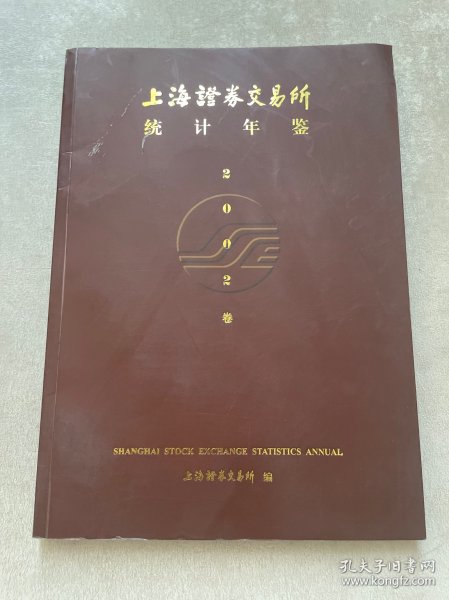 上海證券交易所
统计年鉴
2002卷
SHANGHAI STOCK EXCHANGE STATISTICS ANNUAL
上海證券交易所 编
孔夫子旧书网
www.kongfz.com